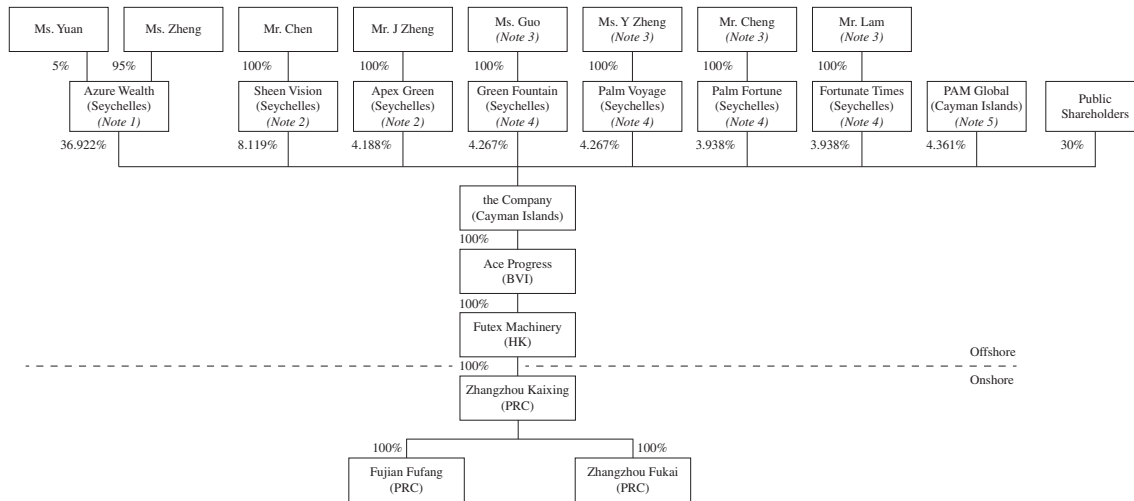 Ms. Yuan
Ms. Zheng
Mr. Chen
Mr. J Zheng
Ms. Guo
(Note 3)
Ms. Y Zheng
(Note 3)
Mr. Cheng
(Note 3)
Mr. Lam
(Note 3)
5%
95%
100%
100%
100%
100%
100%
100%
Azure Wealth
(Seychelles)
(Note 1)
Sheen Vision
(Seychelles)
(Note 2)
Apex Green
(Seychelles)
(Note 2)
Green Fountain
(Seychelles)
(Note 4)
Palm Voyage
(Seychelles)
(Note 4)
Palm Fortune
(Seychelles)
(Note 4)
Fortunate Times
(Seychelles)
(Note 4)
PAM Global
(Cayman Islands)
(Note 5)
Public
Shareholders
36.922%
8.119%
4.188%
4.267%
4.267%
3.938%
3.938%
4.361%
30%
the Company
(Cayman Islands)
100%
Ace Progress
(BVI)
100%
Futex Machinery
(HK)
Offshore
100%
Onshore
Zhangzhou Kaixing
(PRC)
100%
100%
Fujian Fufang
(PRC)
Zhangzhou Fukai
(PRC)